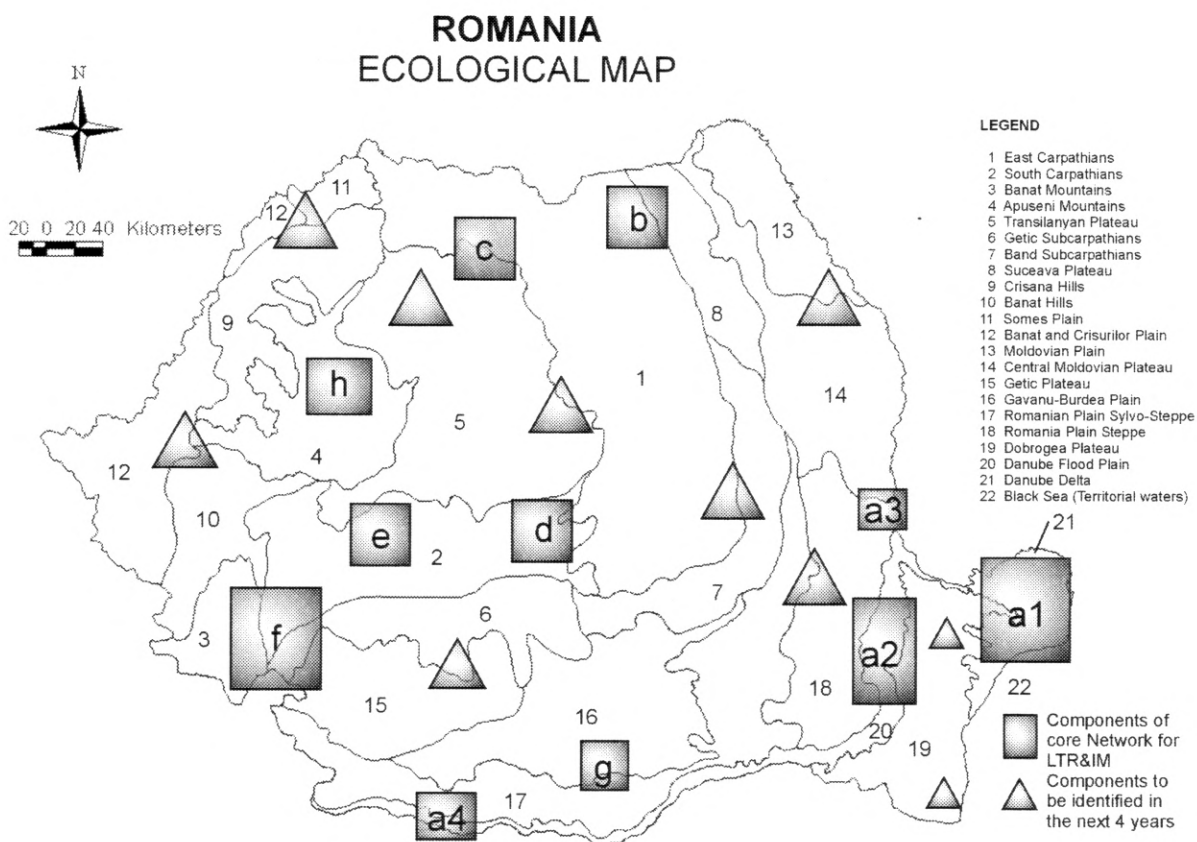 ROMANIA
ECOLOGICAL MAP
N
20 0 20 40 Kilometers
LEGEND
1 East Carpathians
2 South Carpathians
3 Banat Mountains
4 Apuseni Mountains
5 Transilanyan Plateau
6 Getic Subcarpathians
7 Band Subcarpathians
8 Suceava Plateau
9 Crisana Hills
10 Banat Hills
11 Somes Plain
12 Banat and Crisurilor Plain
13 Moldovian Plain
14 Central Moldovian Plateau
15 Getic Plateau
16 Gavanu-Burdea Plain
17 Romanian Plain Sylvo-Steppe
18 Romania Plain Steppe
19 Dobrogea Plateau
20 Danube Flood Plain
21 Danube Delta
22 Black Sea (Territorial waters)
11
12
b
c
13
9
8
h
1
14
5
4
12
10
a3
e
d
2
21
7
6
a1
3
f
a2
22
15
18
16
20
19
g
17
a4
Components of
core Network for
LTR&IM
Components to
be identified in
the next 4 years